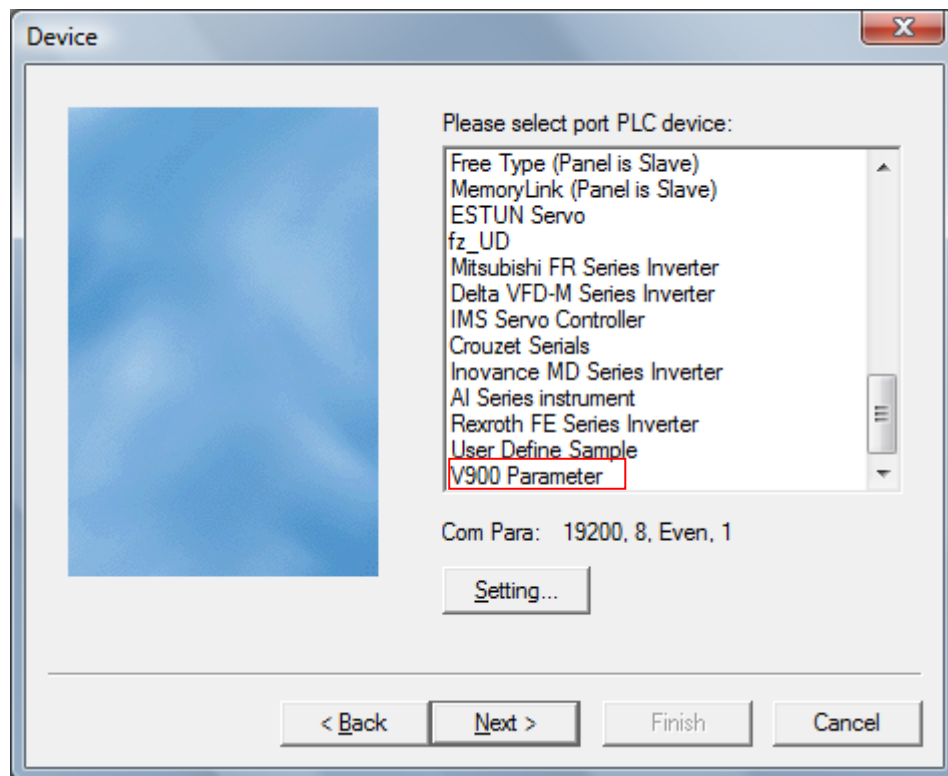 Device
Please select port PLC device:
Free Type (Panel is Slave)
MemoryLink (Panel is Slave)
ESTUN Servo
fz_UD
Mitsubishi FR Series Inverter
Delta VFD-M Series Inverter
IMS Servo Controller
Crouzet Serials
Inovance MD Series Inverter
AI Series instrument
Rexroth FE Series Inverter
User Define Sample
V900 Parameter
Com Para: 19200, 8, Even, 1
Setting...
< Back Next > Finish Cancel